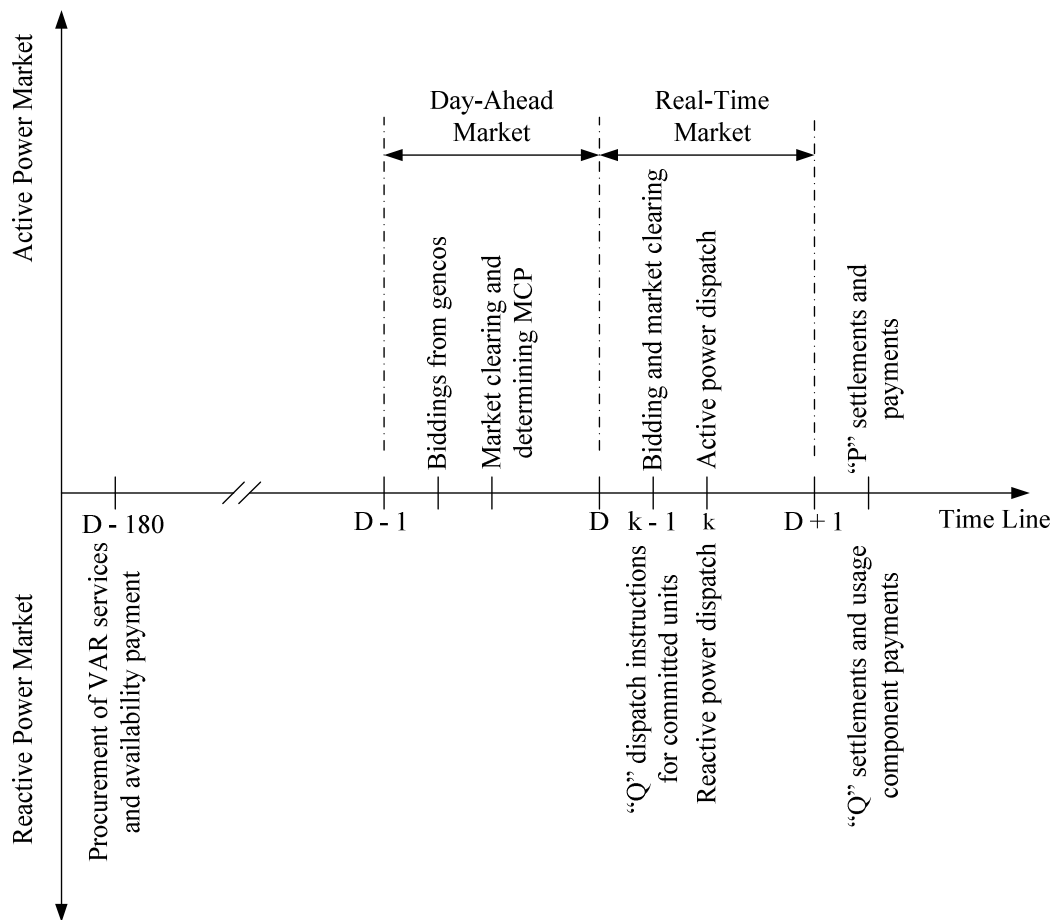 Active Power Market
Day-Ahead
Market
Real-Time
Market
Biddings from gencos
Market clearing and
determining MCP
Bidding and market clearing
Active power dispatch
“P” settlements and
payments
D - 180
D - 1
D
k - 1
k
D + 1
Time Line
Reactive Power Market
Procurement of VAR services
and availability payment
“Q” dispatch instructions
for committed units
Reactive power dispatch
“Q” settlements and usage
component payments